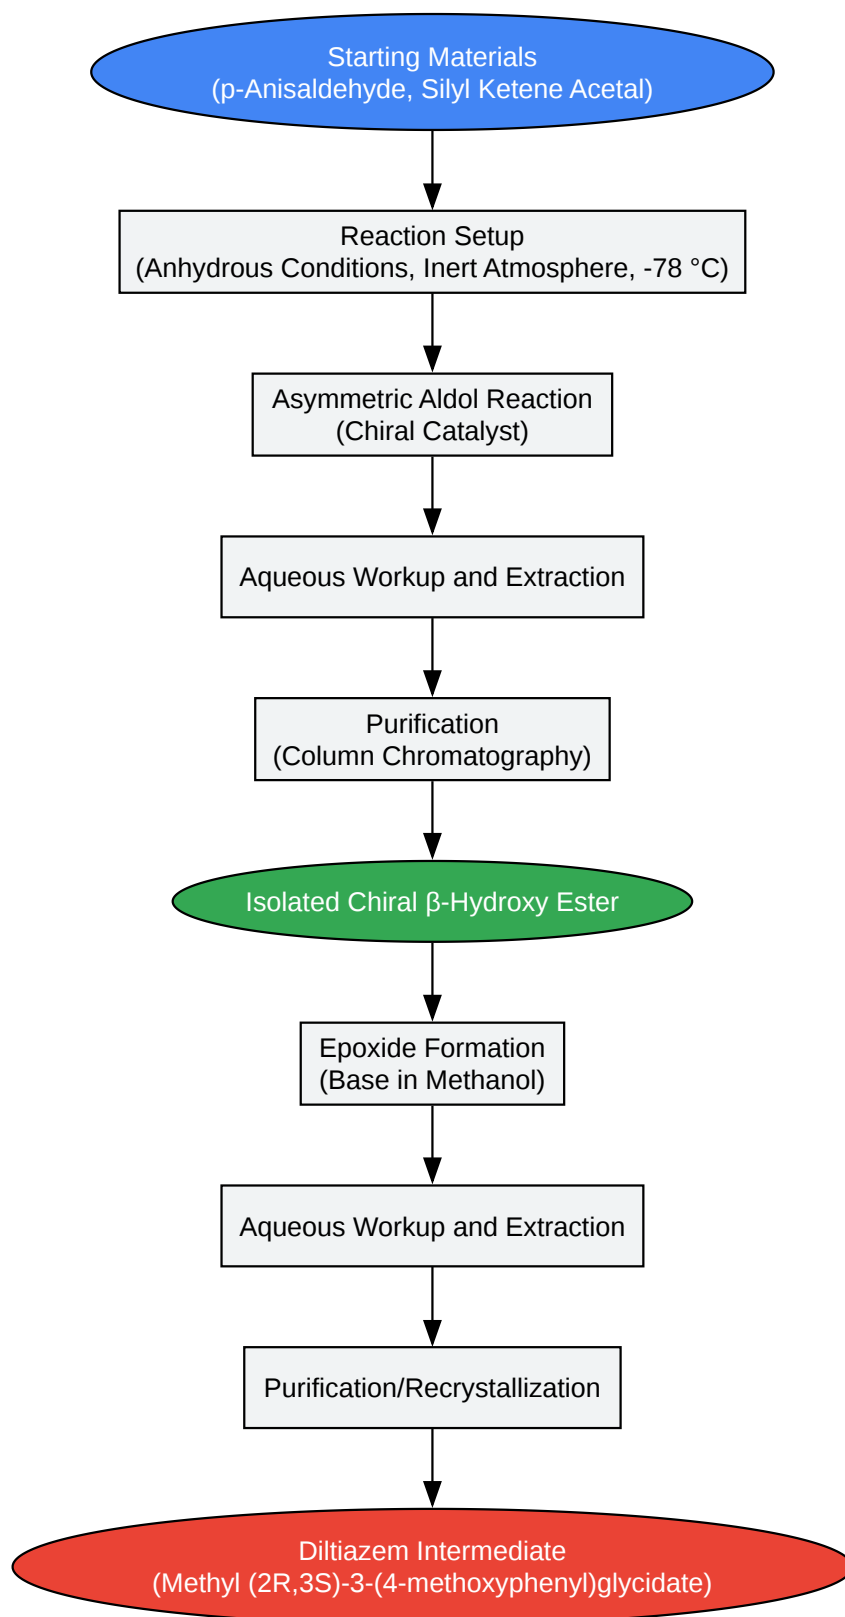 Starting Materials
(p-Anisaldehyde, Silyl Ketene Acetal)
Reaction Setup
(Anhydrous Conditions, Inert Atmosphere, -78 °C)
Asymmetric Aldol Reaction
(Chiral Catalyst)
Aqueous Workup and Extraction
Purification
(Column Chromatography)
Isolated Chiral β-Hydroxy Ester
Epoxide Formation
(Base in Methanol)
Aqueous Workup and Extraction
Purification/Recrystallization
Diltiazem Intermediate
(Methyl (2R,3S)-3-(4-methoxyphenyl)glycidate)